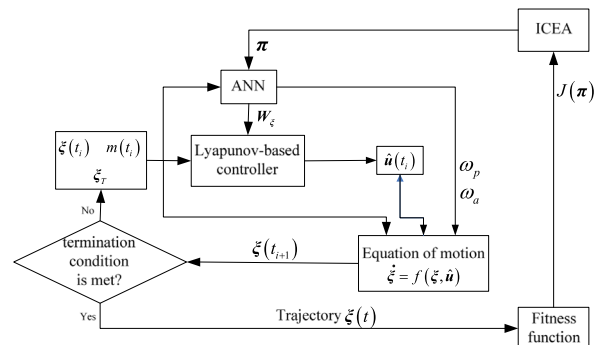 ICEA
π
ANN
J(π)
W_ξ
ξ(t_i) m(t_i)
ξ_T
Lyapunov-based
controller
û(t_i)
ω_p
ω_a
No
termination
condition
is met?
ξ(t_{i+1})
Equation of motion
ξ̇ = f(ξ,û)
Yes
Trajectory ξ(t)
Fitness
function